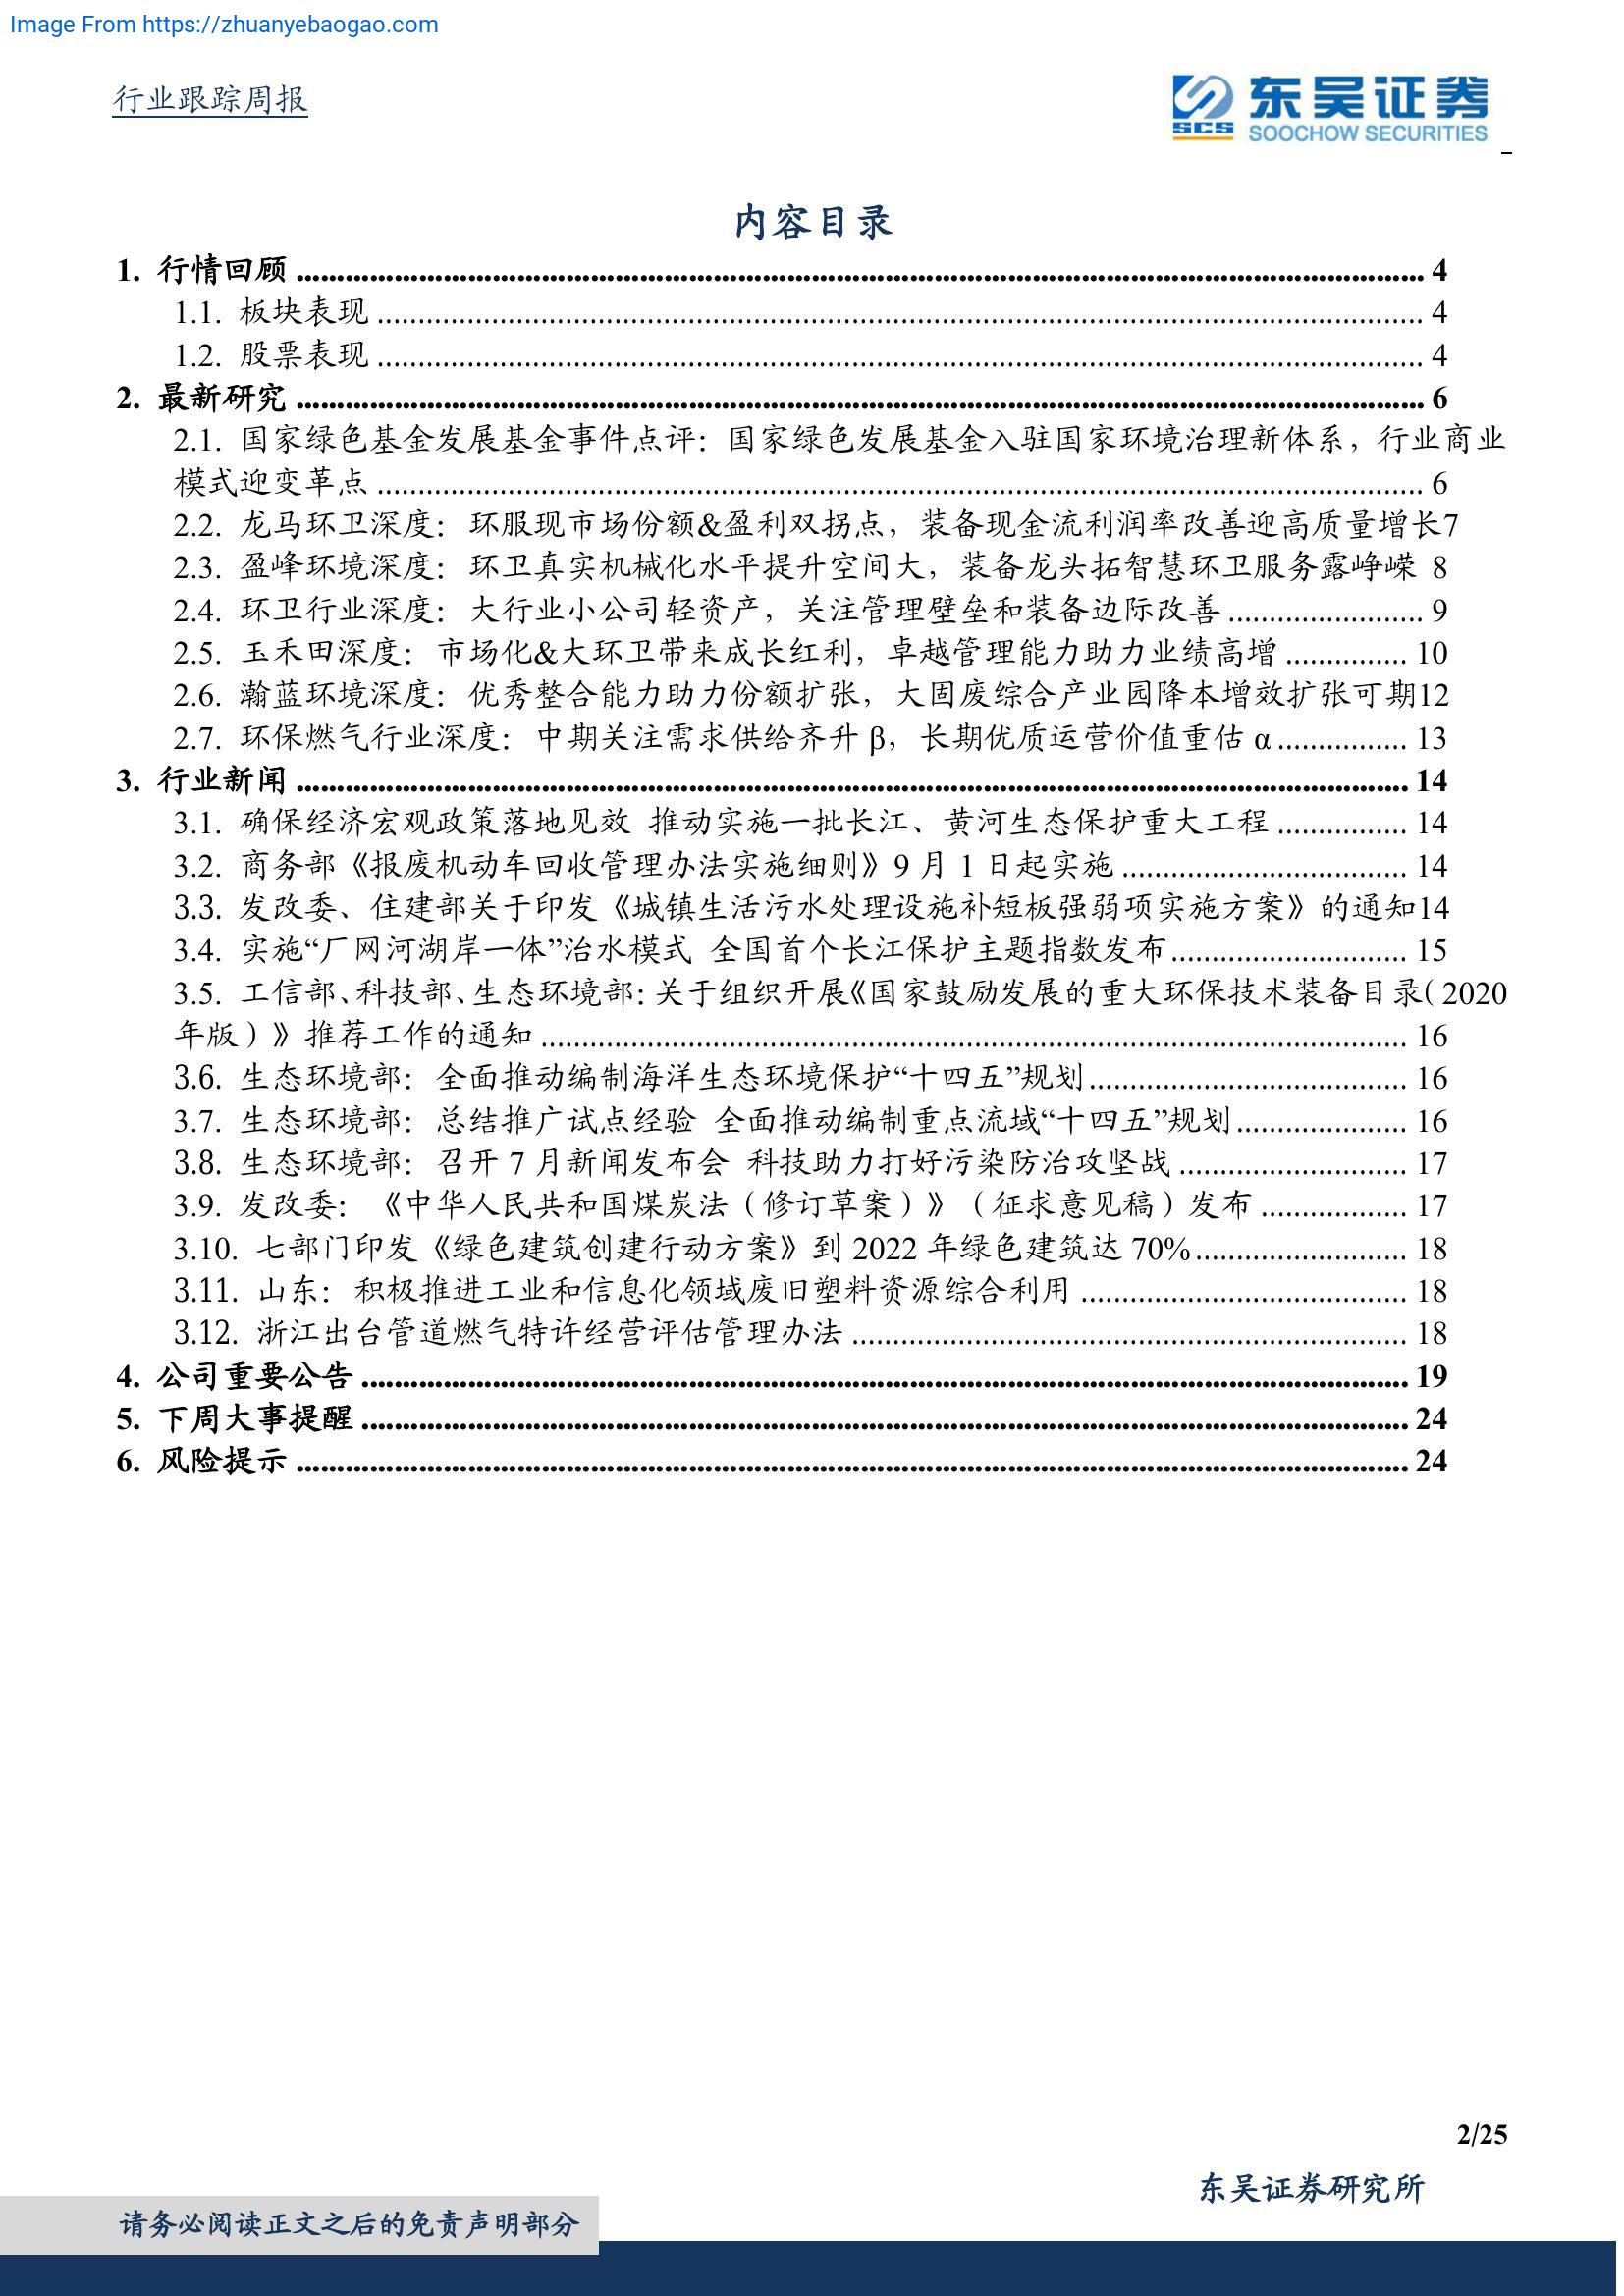 Image From https://zhuanyebaogao.com
行业跟踪周报
东吴证券
SCS
SOOCHOW SECURITIES
内容目录
1. 行情回顾 ........ 4
1.1. 板块表现 ........ 4
1.2. 股票表现 ........ 4
2. 最新研究 ........ 6
2.1. 国家绿色基金发展基金事件点评：国家绿色发展基金入驻国家环境治理新体系，行业商业
模式迎变革点 ........ 6
2.2. 龙马环卫深度：环服现市场份额&盈利双拐点，装备现金流利润率改善迎高质量增长7
2.3. 盈峰环境深度：环卫真实机械化水平提升空间大，装备龙头拓智慧环卫服务露峥嵘 8
2.4. 环卫行业深度：大行业小公司轻资产，关注管理壁垒和装备边际改善 ........ 9
2.5. 玉禾田深度：市场化&大环卫带来成长红利，卓越管理能力助力业绩高增 ........ 10
2.6. 瀚蓝环境深度：优秀整合能力助力份额扩张，大固废综合产业园降本增效扩张可期12
2.7. 环保燃气行业深度：中期关注需求供给齐升 β，长期优质运营价值重估 α ........ 13
3. 行业新闻 ........ 14
3.1. 确保经济宏观政策落地见效 推动实施一批长江、黄河生态保护重大工程 ........ 14
3.2. 商务部《报废机动车回收管理办法实施细则》9 月 1 日起实施 ........ 14
3.3. 发改委、住建部关于印发《城镇生活污水处理设施补短板强弱项实施方案》的通知14
3.4. 实施“厂网河湖岸一体”治水模式 全国首个长江保护主题指数发布 ........ 15
3.5. 工信部、科技部、生态环境部：关于组织开展《国家鼓励发展的重大环保技术装备目录（2020
年版）》推荐工作的通知 ........ 16
3.6. 生态环境部：全面推动编制海洋生态环境保护“十四五”规划 ........ 16
3.7. 生态环境部：总结推广试点经验 全面推动编制重点流域“十四五”规划 ........ 16
3.8. 生态环境部：召开 7 月新闻发布会 科技助力打好污染防治攻坚战 ........ 17
3.9. 发改委：《中华人民共和国煤炭法（修订草案）》（征求意见稿）发布 ........ 17
3.10. 七部门印发《绿色建筑创建行动方案》到 2022 年绿色建筑达 70% ........ 18
3.11. 山东：积极推进工业和信息化领域废旧塑料资源综合利用 ........ 18
3.12. 浙江出台管道燃气特许经营评估管理办法 ........ 18
4. 公司重要公告 ........ 19
5. 下周大事提醒 ........ 24
6. 风险提示 ........ 24
2/25
东吴证券研究所
请务必阅读正文之后的免责声明部分